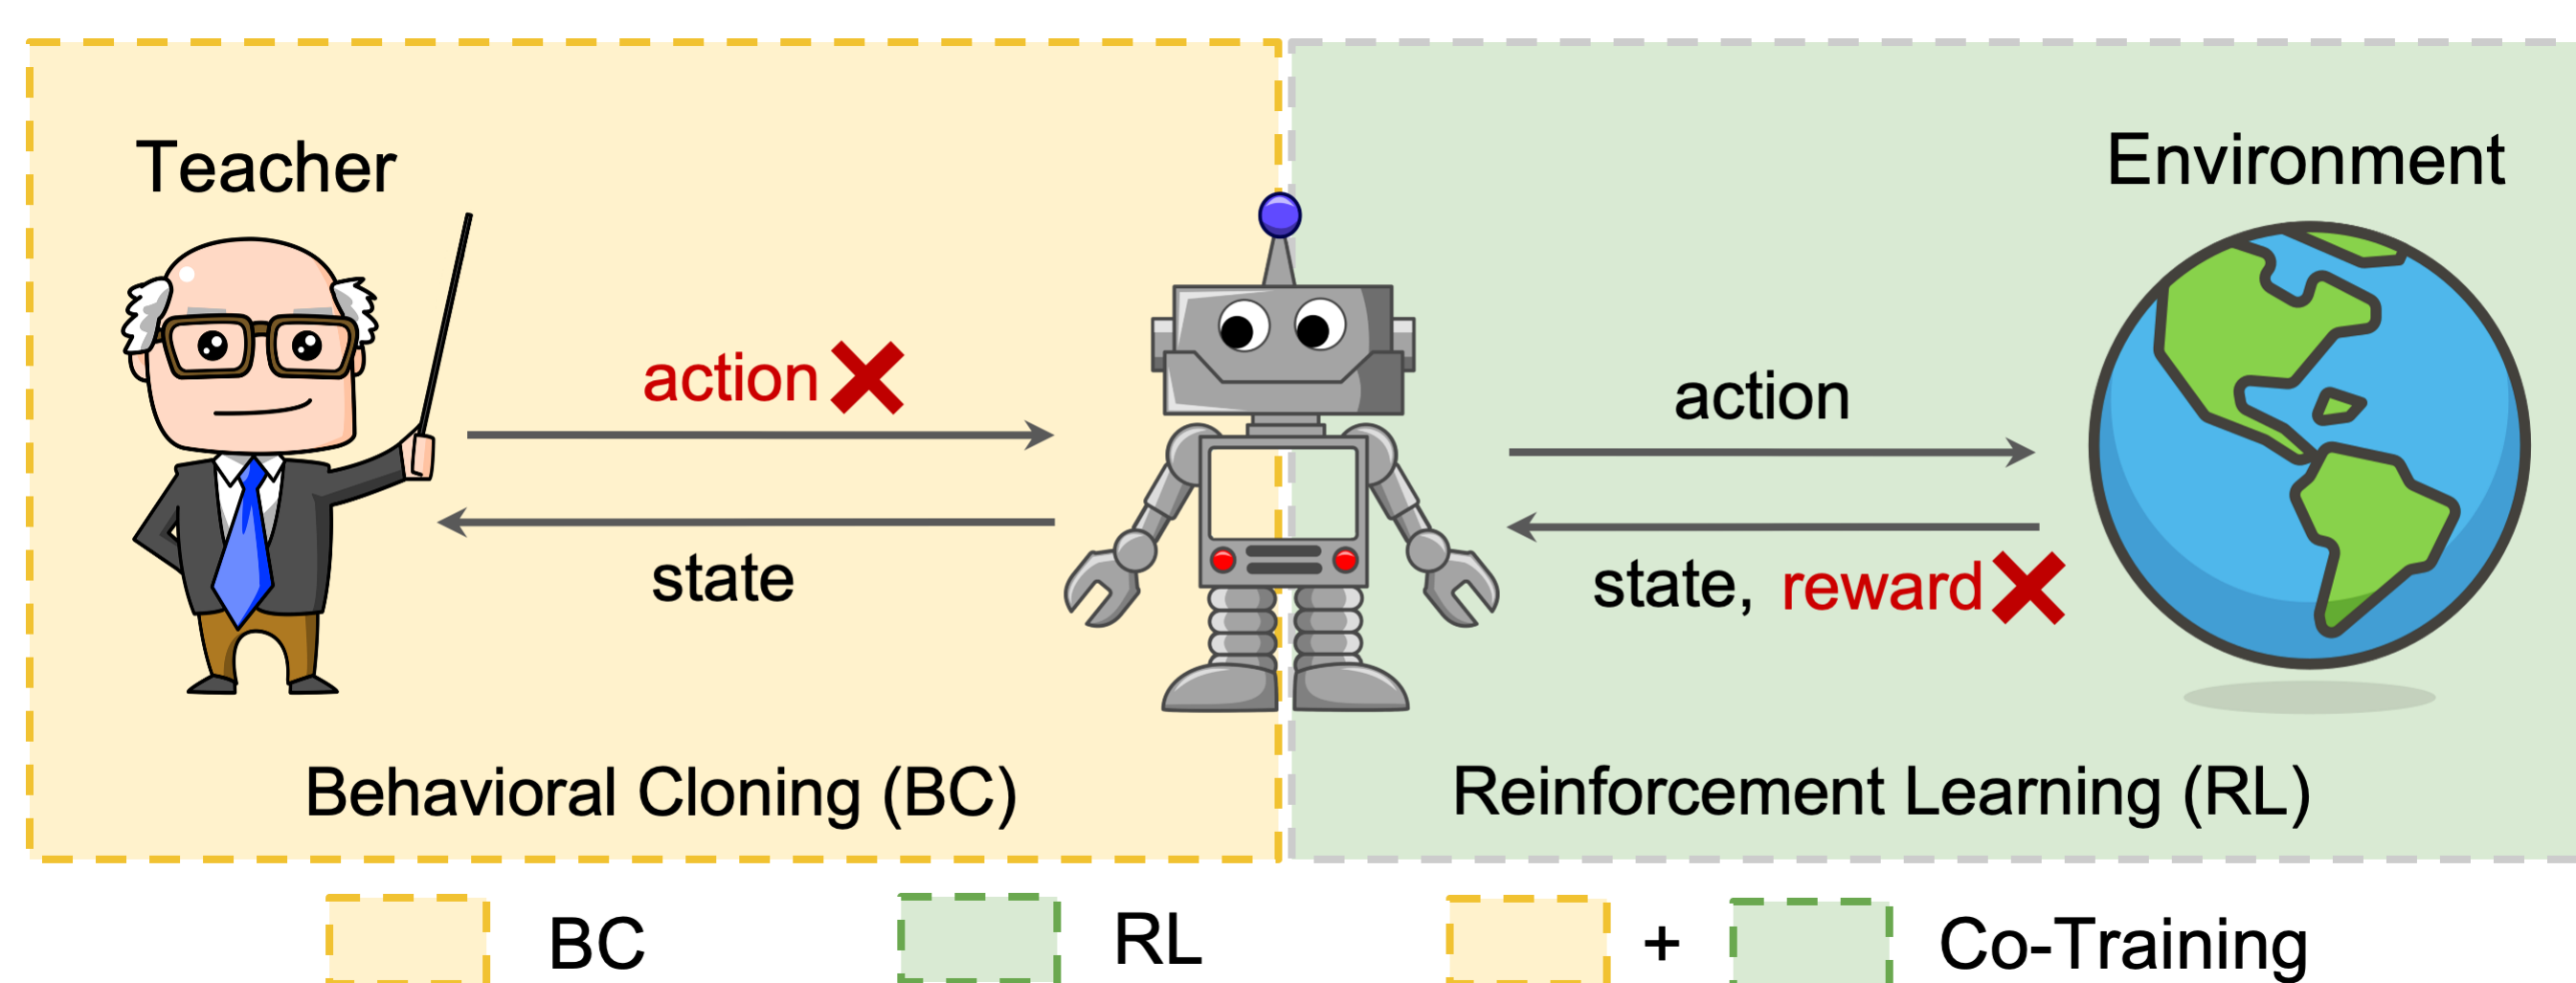 Teacher
Environment
action
action
state
state, reward
Behavioral Cloning (BC)
Reinforcement Learning (RL)
BC
RL
+
Co-Training